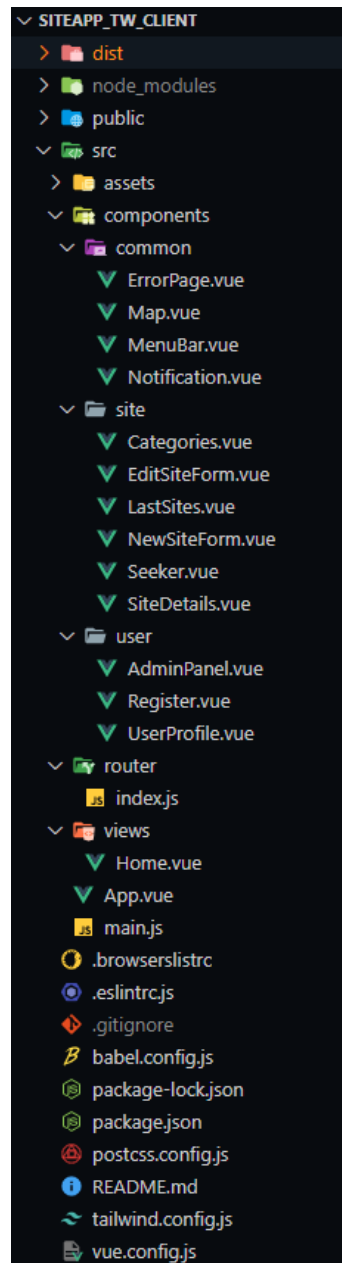 SITEAPP_TW_CLIENT
dist
node_modules
public
src
assets
components
common
ErrorPage.vue
Map.vue
MenuBar.vue
Notification.vue
site
Categories.vue
EditSiteForm.vue
LastSites.vue
NewSiteForm.vue
Seeker.vue
SiteDetails.vue
user
AdminPanel.vue
Register.vue
UserProfile.vue
router
JS index.js
views
Home.vue
App.vue
JS main.js
.browserslistrc
.eslintrc.js
.gitignore
B babel.config.js
package-lock.json
package.json
postcss.config.js
README.md
tailwind.config.js
vue.config.js